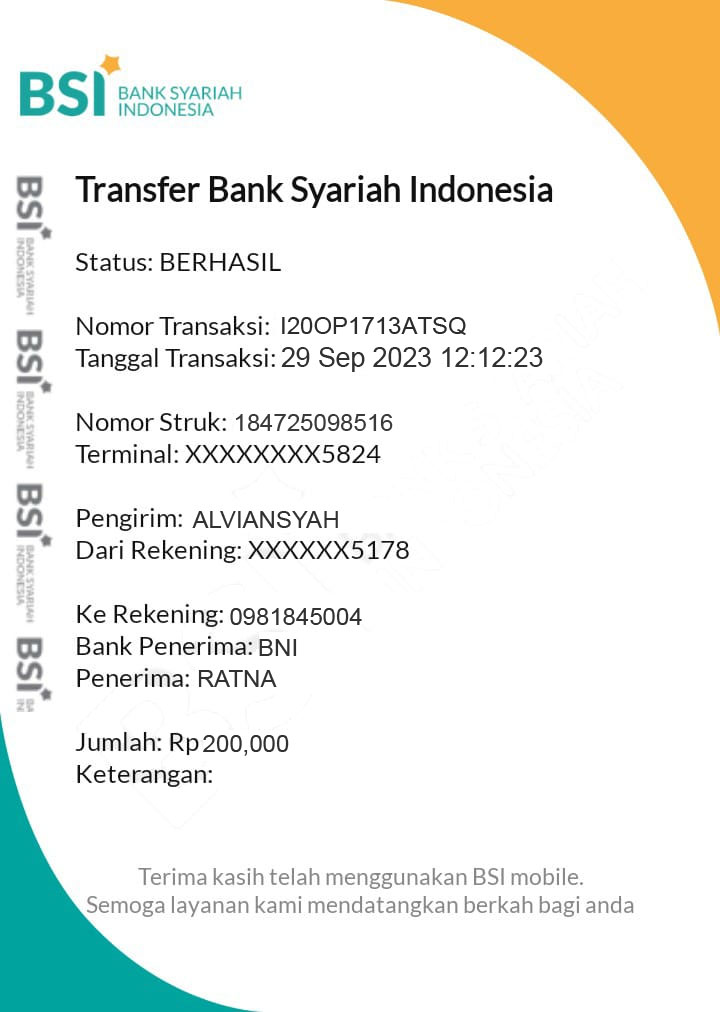 BSI BANK SYARIAH
INDONESIA
Transfer Bank Syariah Indonesia
Status: BERHASIL
Nomor Transaksi: I20OP1713ATSQ
Tanggal Transaksi: 29 Sep 2023 12:12:23
Nomor Struk: 184725098516
Terminal: XXXXXXXX5824
Pengirim: ALVIANSYAH
Dari Rekening: XXXXXX5178
Ke Rekening: 0981845004
Bank Penerima: BNI
Penerima: RATNA
Jumlah: Rp 200,000
Keterangan:
Terima kasih telah menggunakan BSI mobile.
Semoga layanan kami mendatangkan berkah bagi anda
BSI BANK SYARIAH
INDONESIA
BSI BANK SYARIAH
INDONESIA
BSI BANK SYARIAH
INDONESIA
BSI BA
IN